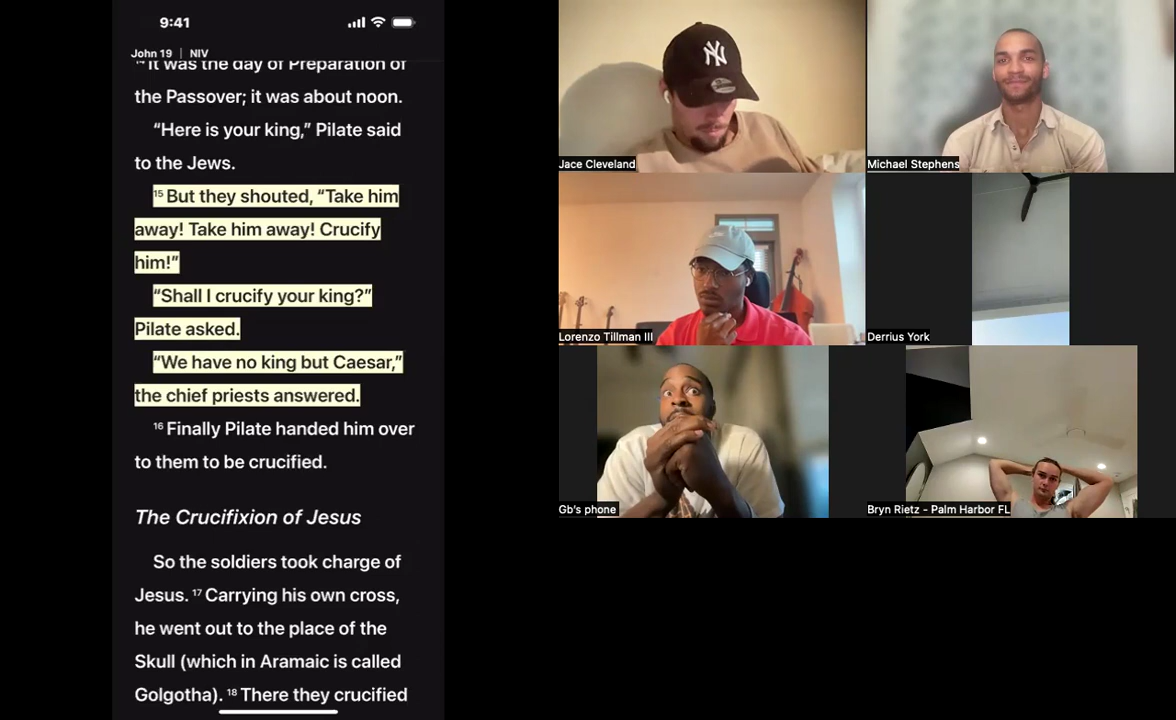 9:41
John 19 | NIV
14 It was the day of Preparation of
the Passover; it was about noon.
“Here is your king,” Pilate said
to the Jews.
15 But they shouted, “Take him
away! Take him away! Crucify
him!”
“Shall I crucify your king?”
Pilate asked.
“We have no king but Caesar,”
the chief priests answered.
16 Finally Pilate handed him over
to them to be crucified.
The Crucifixion of Jesus
So the soldiers took charge of
Jesus. 17 Carrying his own cross,
he went out to the place of the
Skull (which in Aramaic is called
Golgotha). 18 There they crucified
NY
Jace Cleveland
Michael Stephens
Lorenzo Tillman III
Derrius York
Gb’s phone
Bryn Rietz - Palm Harbor FL